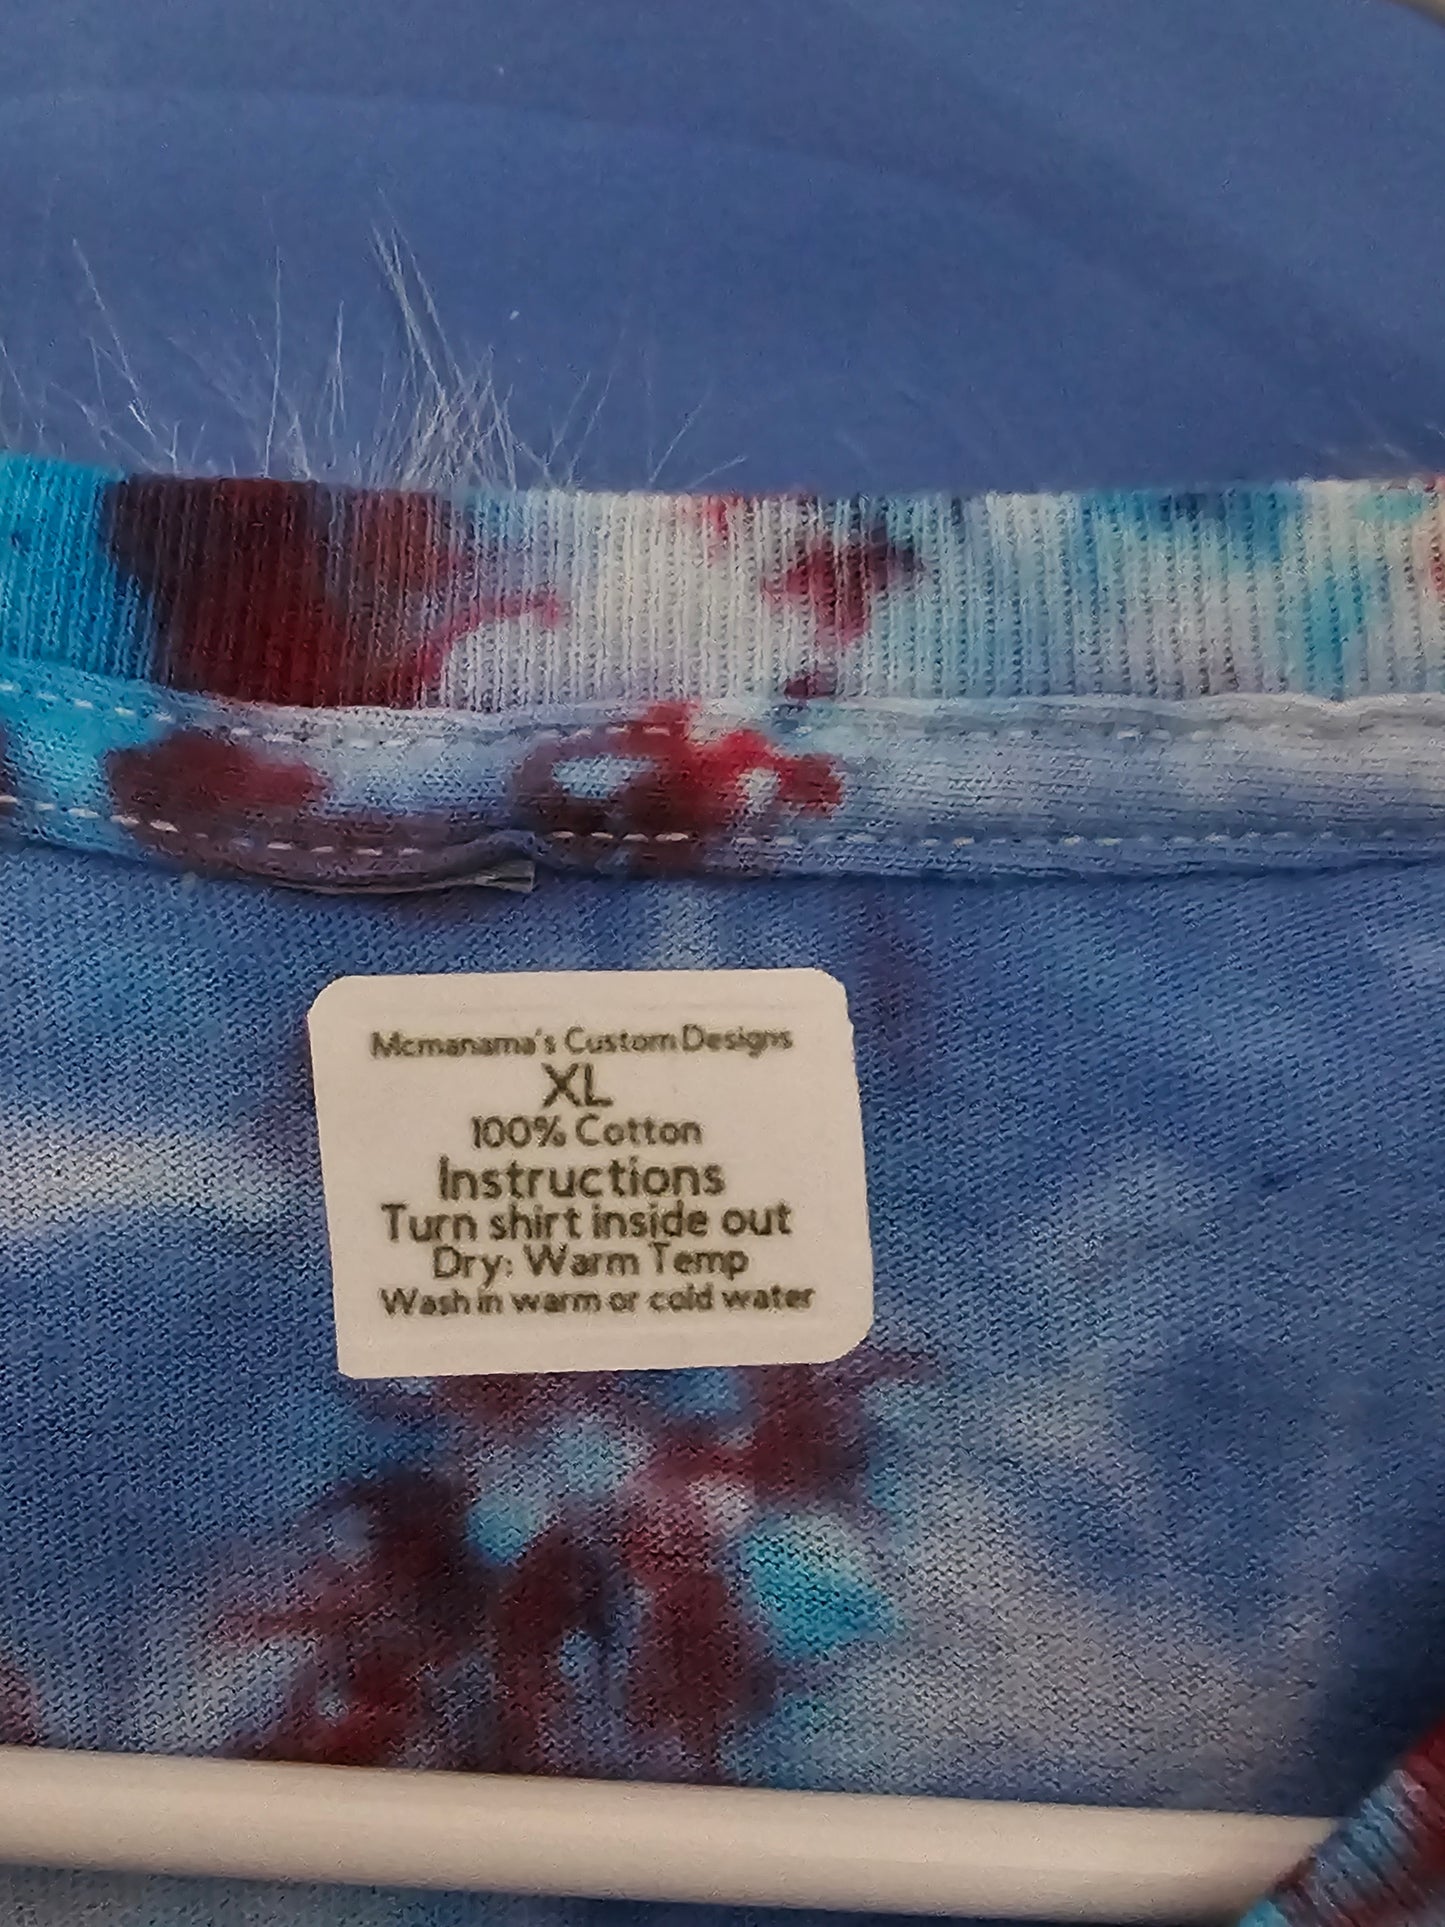 Mcmanama's Custom Designs
XL
100% Cotton
Instructions
Turn shirt inside out
Dry: Warm Temp
Wash in warm or cold water